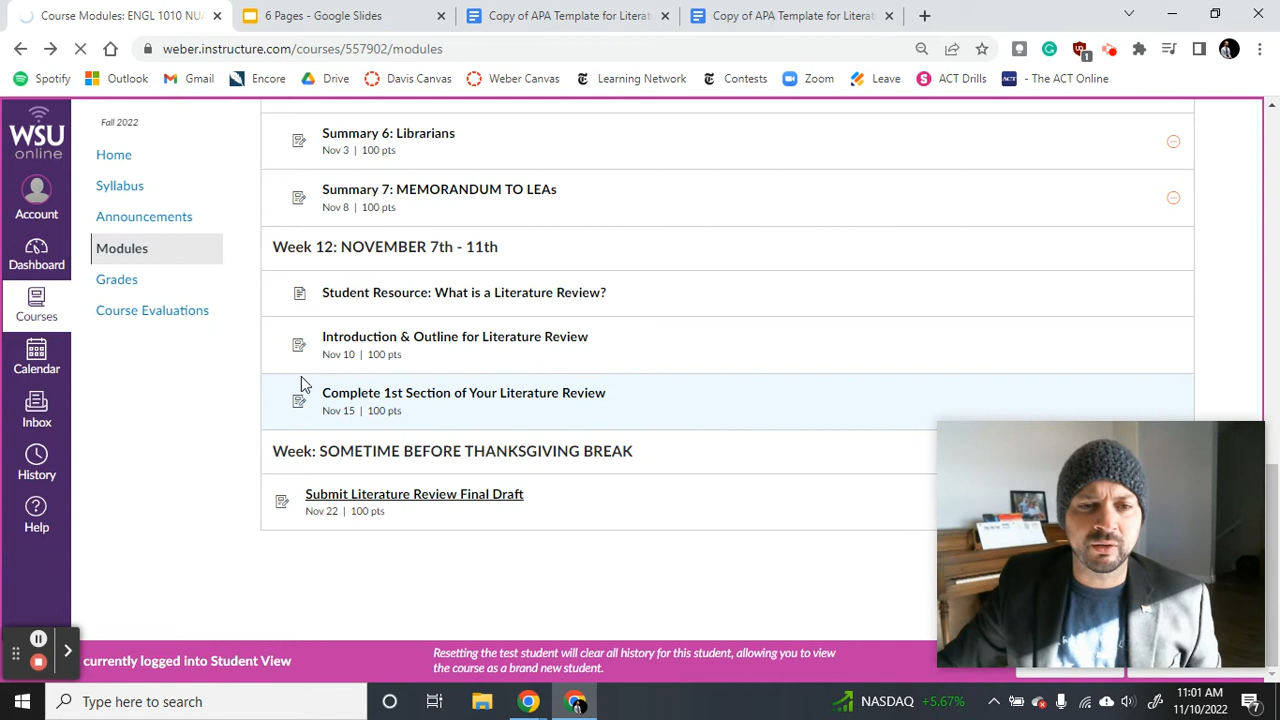 Course Modules: ENGL 1010 NUA
6 Pages - Google Slides
Copy of APA Template for Literat
Copy of APA Template for Literat
weber.instructure.com/courses/557902/modules
1
Spotify
Outlook
Gmail
Encore
Drive
Davis Canvas
Weber Canvas
Learning Network
Contests
Zoom
Leave
ACT Drills
ACT
- The ACT Online
WSU
online
Account
Dashboard
Courses
Calendar
Inbox
History
Help
Fall 2022
Home
Syllabus
Announcements
Modules
Grades
Course Evaluations
Summary 6: Librarians
Nov 3 | 100 pts
Summary 7: MEMORANDUM TO LEAs
Nov 8 | 100 pts
Week 12: NOVEMBER 7th - 11th
Student Resource: What is a Literature Review?
Introduction & Outline for Literature Review
Nov 10 | 100 pts
Complete 1st Section of Your Literature Review
Nov 15 | 100 pts
Week: SOMETIME BEFORE THANKSGIVING BREAK
Submit Literature Review Final Draft
Nov 22 | 100 pts
currently logged into Student View
Resetting the test student will clear all history for this student, allowing you to view
the course as a brand new student.
Type here to search
NASDAQ +5.67%
11:01 AM
11/10/2022
7